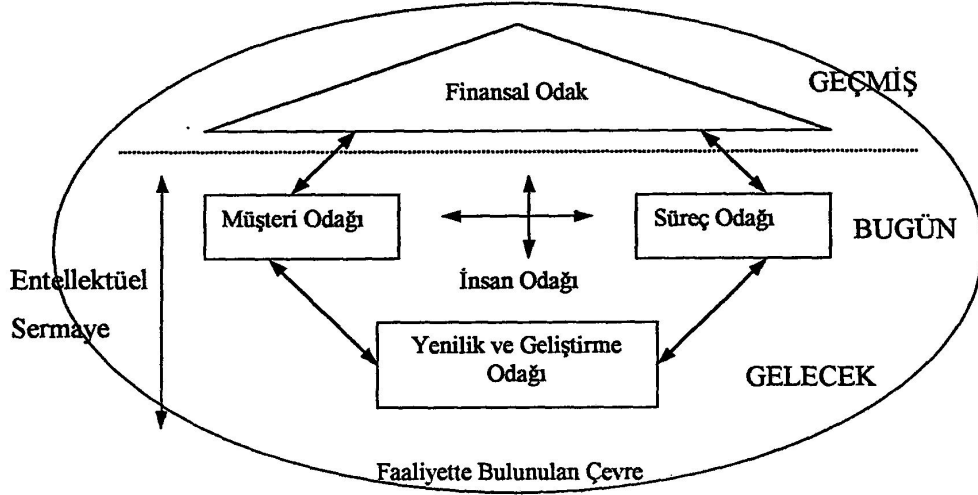 Finansal Odak
GEÇMİŞ
Müşteri Odağı
Süreç Odağı
BUGÜN
Entellektüel
Sermaye
İnsan Odağı
Yenilik ve Geliştirme
Odağı
GELECEK
Faaliyette Bulunulan Çevre